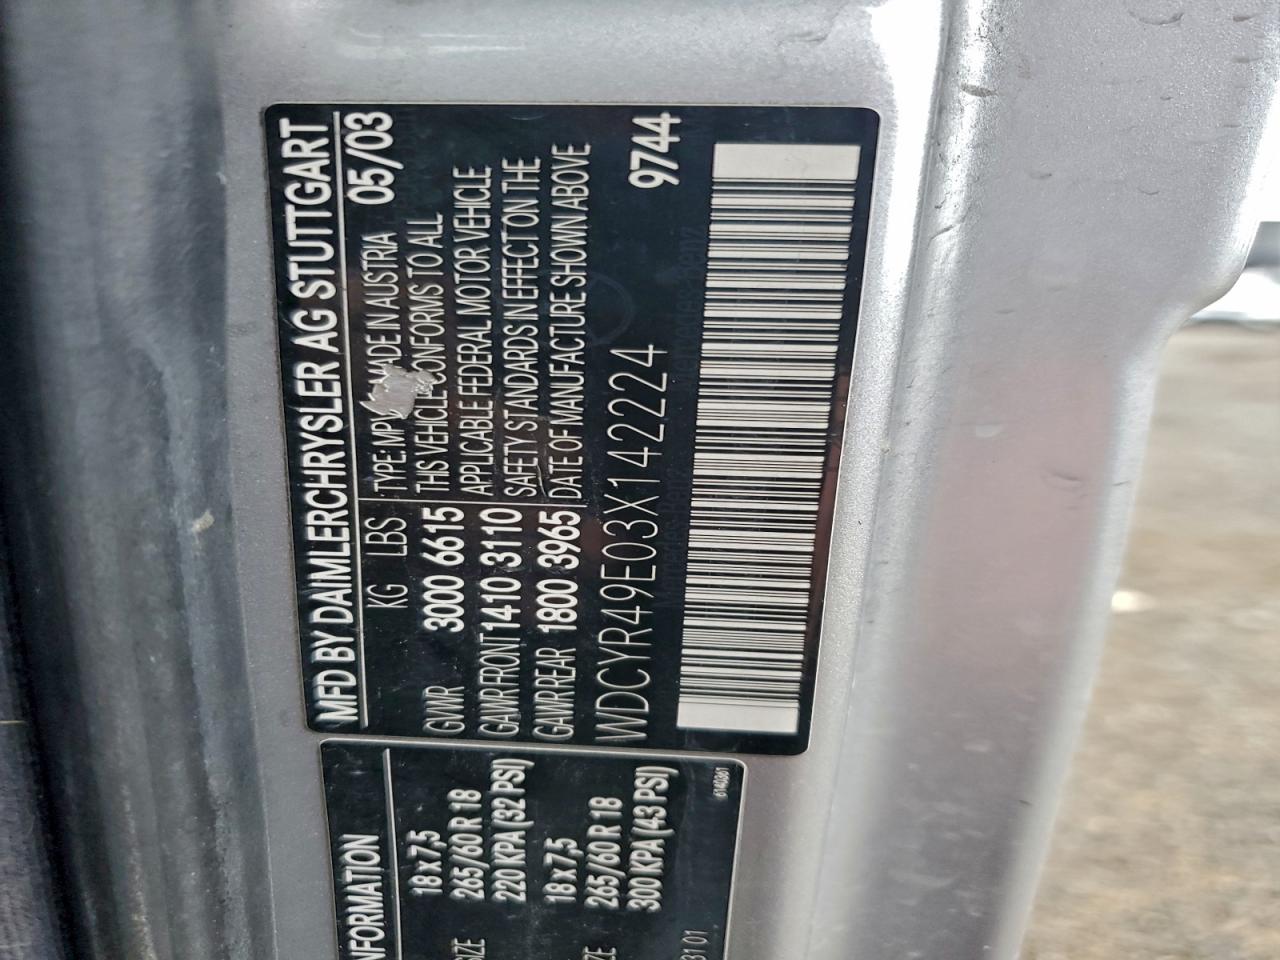 MFD BY DAIMLERCHRYSLER AG STUTTGART
KG LBS TYPE: MPV MADE IN AUSTRIA 05/03
GVWR 3000 6615 THIS VEHICLE CONFORMS TO ALL
GAWR FRONT 1410 3110 APPLICABLE FEDERAL MOTOR VEHICLE
GAWR REAR 1800 3965 SAFETY STANDARDS IN EFFECT ON THE
DATE OF MANUFACTURE SHOWN ABOVE
WDCYR49E03X142224 9744
18 x 7,5
265/60 R 18
220 KPA (32 PSI)
18 x 7,5
265/60 R 18
300 KPA (43 PSI)